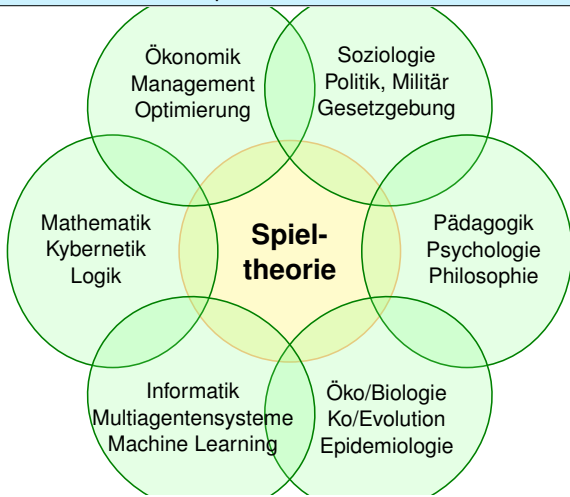 Ökonomik
Management
Optimierung
Soziologie
Politik, Militär
Gesetzgebung
Mathematik
Kybernetik
Logik
Spiel-
theorie
Pädagogik
Psychologie
Philosophie
Informatik
Multiagentensysteme
Machine Learning
Öko/Biologie
Ko/Evolution
Epidemiologie